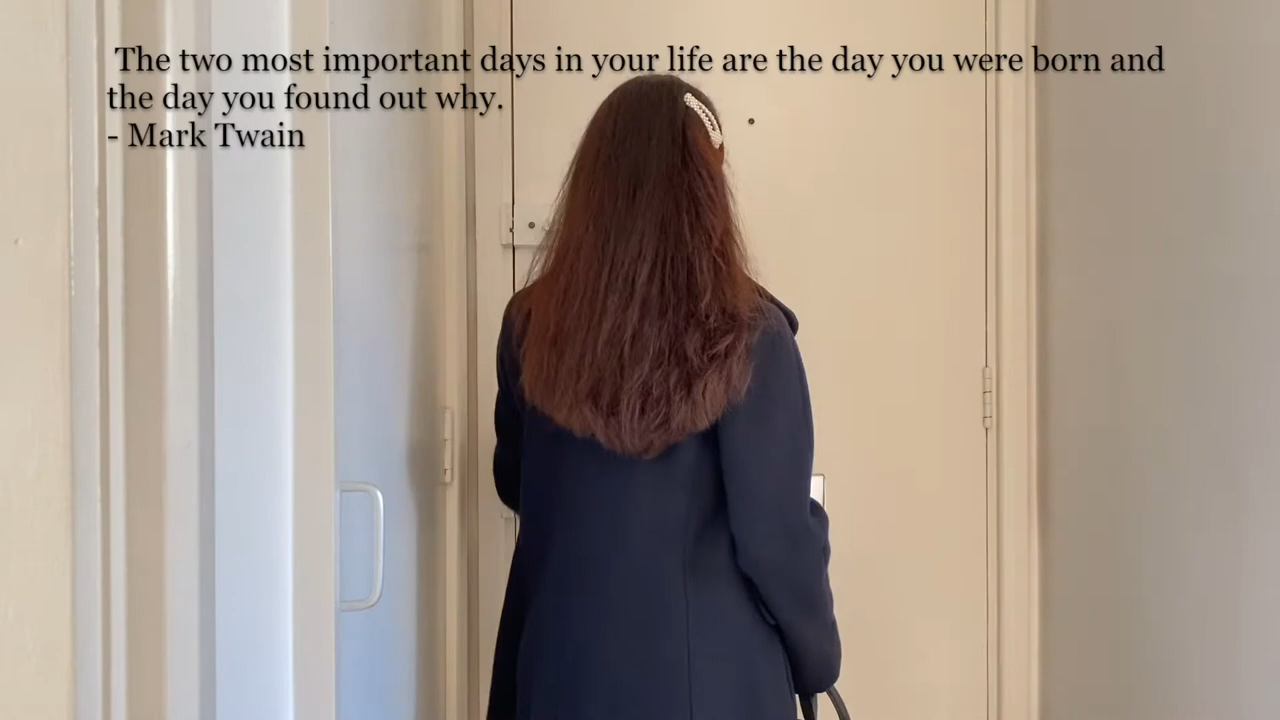 The two most important days in your life are the day you were born and
the day you found out why.
- Mark Twain